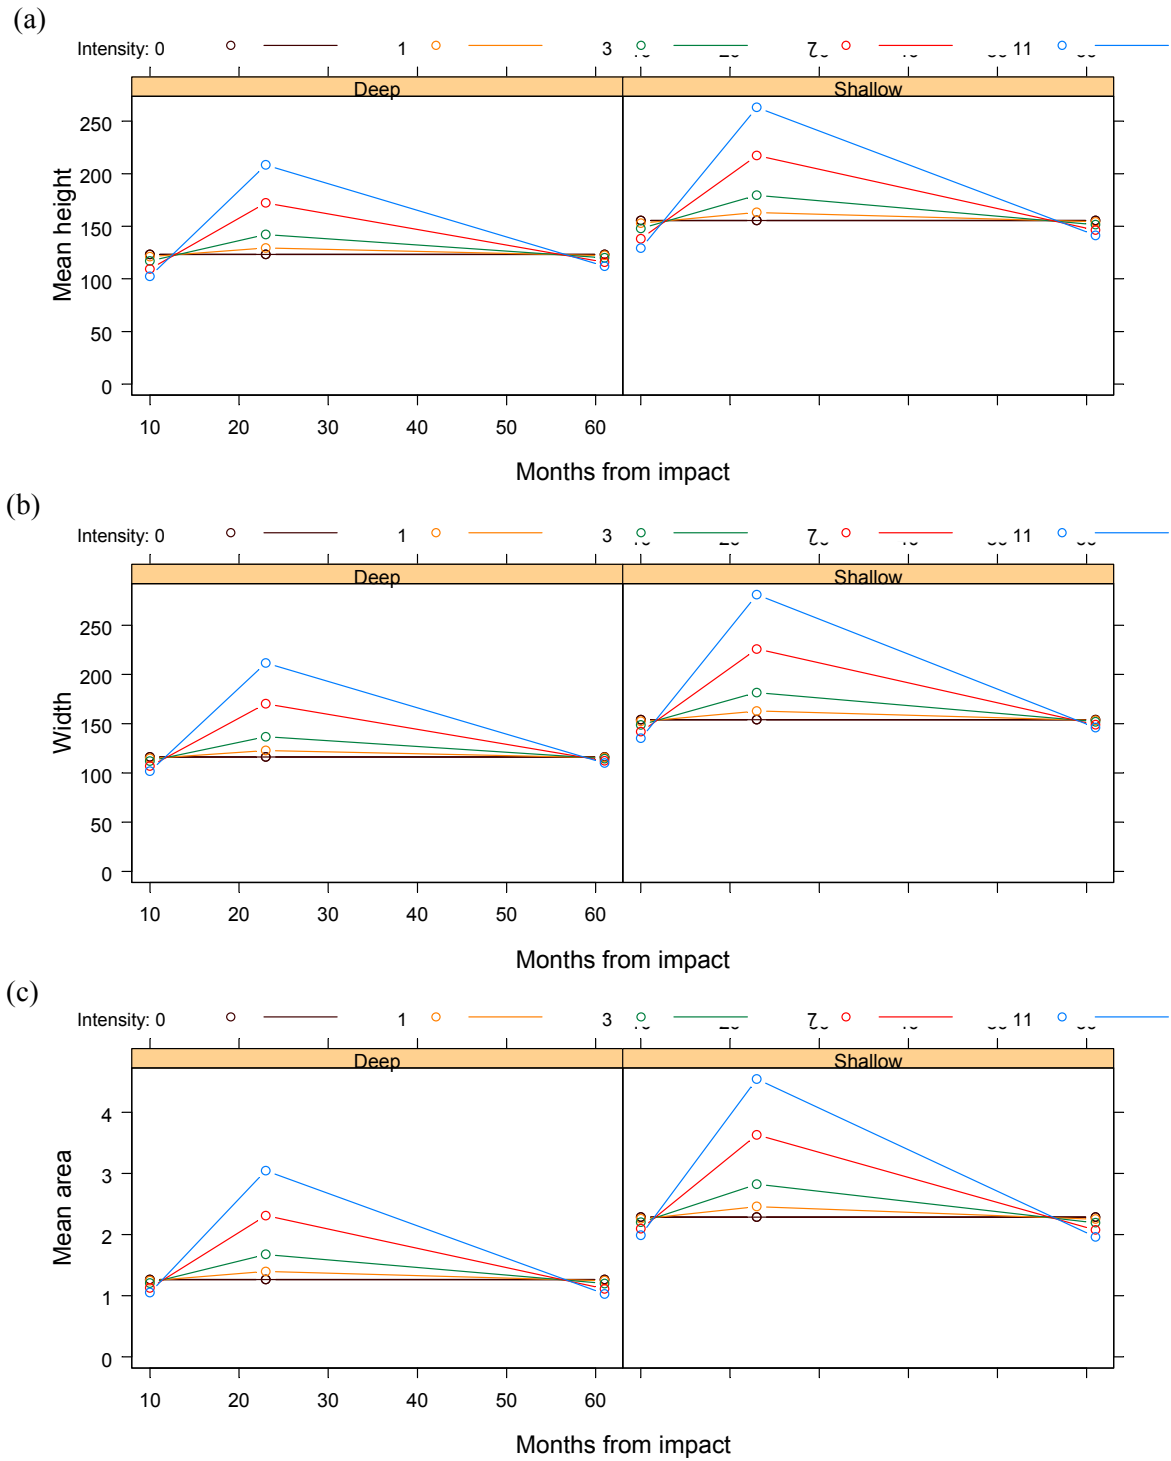 (a)
Intensity: 0 1 3 7 11
Deep Shallow
Mean height
250
200
150
100
50
0
10 20 30 40 50 60
Months from impact
(b)
Intensity: 0 1 3 7 11
Deep Shallow
Width
250
200
150
100
50
0
10 20 30 40 50 60
Months from impact
(c)
Intensity: 0 1 3 7 11
Deep Shallow
Mean area
4
3
2
1
0
10 20 30 40 50 60
Months from impact